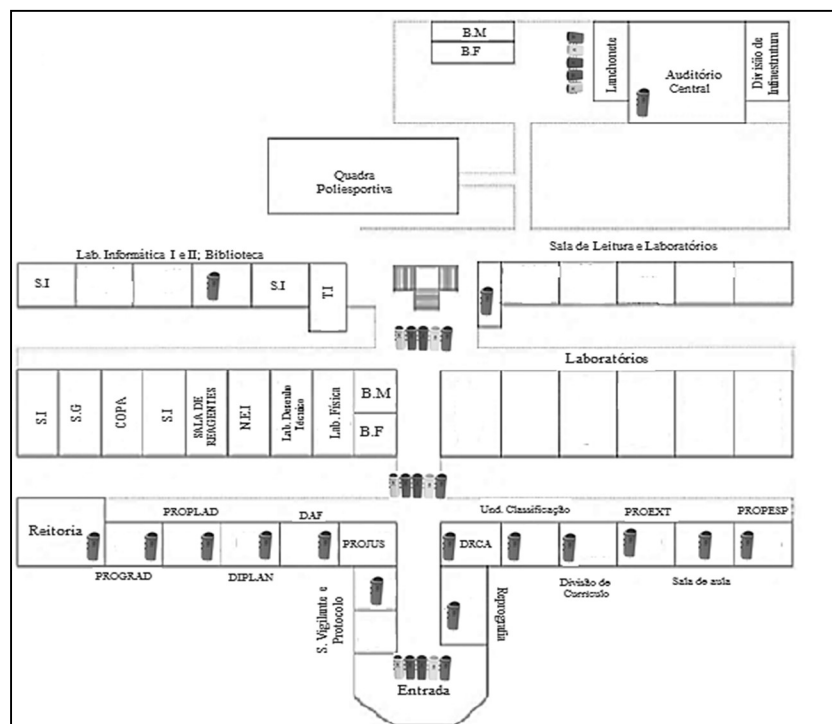 B.M
B.F
Lanchonete
Auditório
Central
Divisão de
Infraestrutura
Quadra
Poliesportiva
Lab. Informática I e II; Biblioteca
Sala de Leitura e Laboratórios
S.I
S.I
T.I
Laboratórios
S.I
S.G
COPA
S.I
SALA DE
REAGENTES
N.E.I
Lab. Desenho
Técnico
Lab. Física
B.M
B.F
Reitoria
PROPLAD
DAF
PROJUS
PROGRAD
DIPLAN
Und. Classificação
PROEXT
PROPESP
DRCA
Divisão de
Currículo
Sala de aula
S. Vigilante e
Protocolo
Reprografia
Entrada